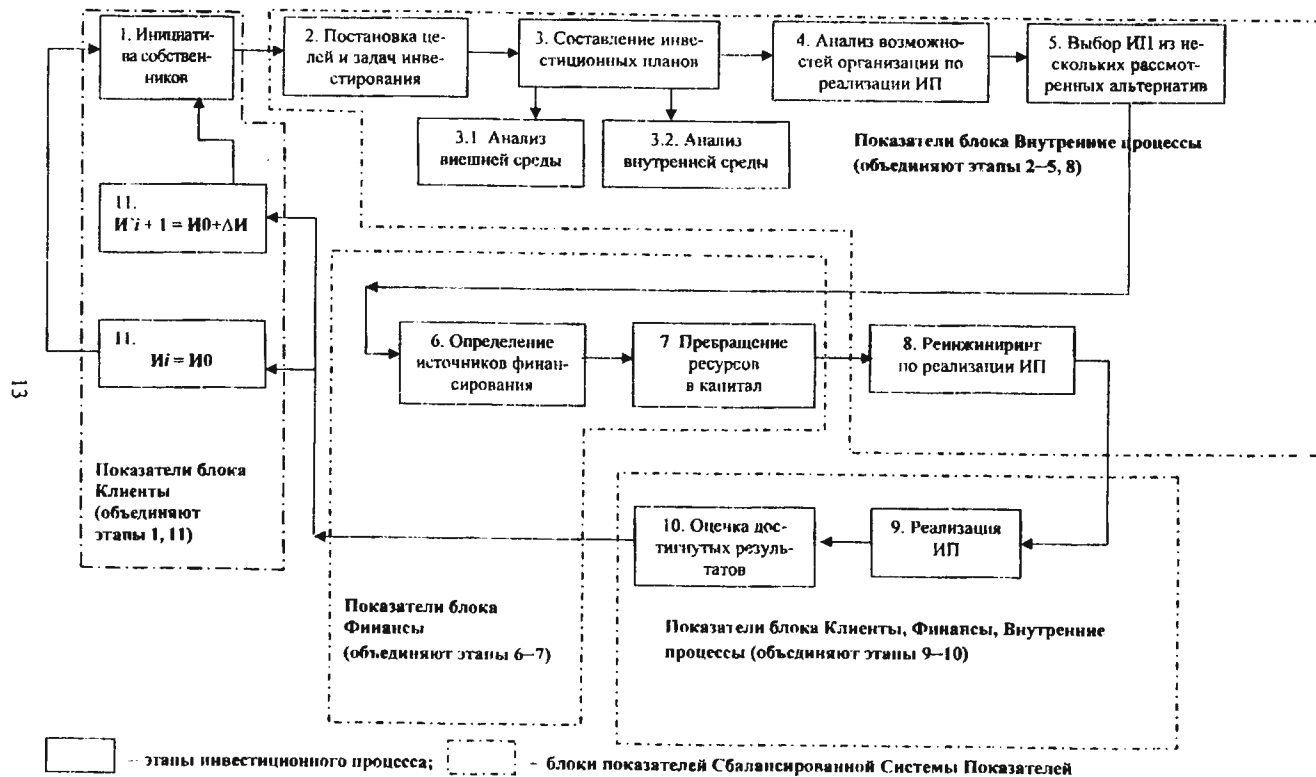 1. Инициати-
ва собствен-
ников
2. Постановка це-
лей и задач инве-
стирования
3. Составление инве-
стиционных планов
4. Анализ возможно-
стей организации по
реализации ИП
5. Выбор ИП из не-
скольких рассмот-
ренных альтернатив
3.1 Анализ
внешней среды
3.2. Анализ
внутренней среды
Показатели блока Внутренние процессы
(объединяют этапы 2–5, 8)
11.
И`i + 1 = И0+ΔИ
11.
Иi = И0
6. Определение
источников финан-
сирования
7 Превращение
ресурсов
в капитал
8. Реинжиниринг
по реализации ИП
13
Показатели блока
Клиенты
(объединяют
этапы 1, 11)
10. Оценка дос-
тигнутых резуль-
татов
9. Реализация
ИП
Показатели блока
Финансы
(объединяют этапы 6–7)
Показатели блока Клиенты, Финансы, Внутренние
процессы (объединяют этапы 9–10)
– этапы инвестиционного процесса; – блоки показателей Сбалансированной Системы Показателей